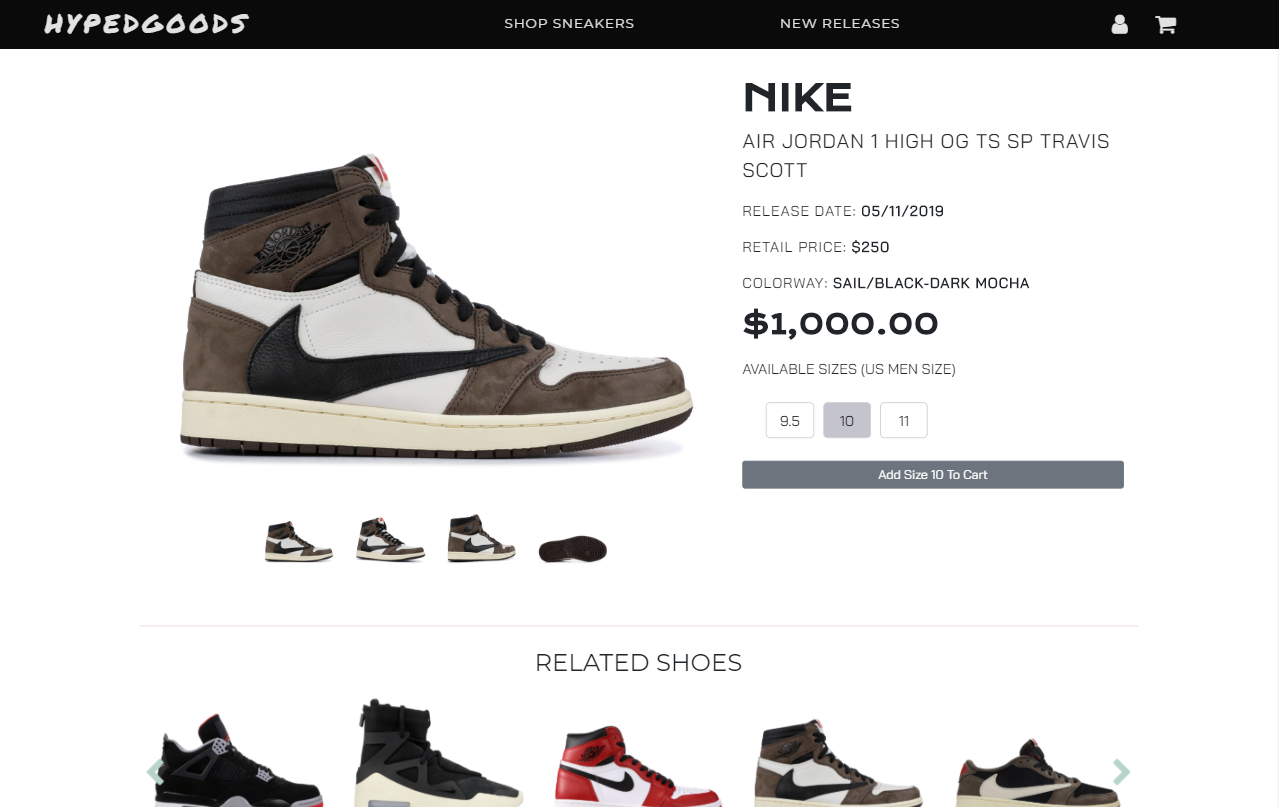 HYPEDGOODS
SHOP SNEAKERS
NEW RELEASES
NIKE
AIR JORDAN 1 HIGH OG TS SP TRAVIS
SCOTT
RELEASE DATE: 05/11/2019
RETAIL PRICE: $250
COLORWAY: SAIL/BLACK-DARK MOCHA
$1,000.00
AVAILABLE SIZES (US MEN SIZE)
9.5
10
11
Add Size 10 To Cart
AIR JORDAN
RELATED SHOES